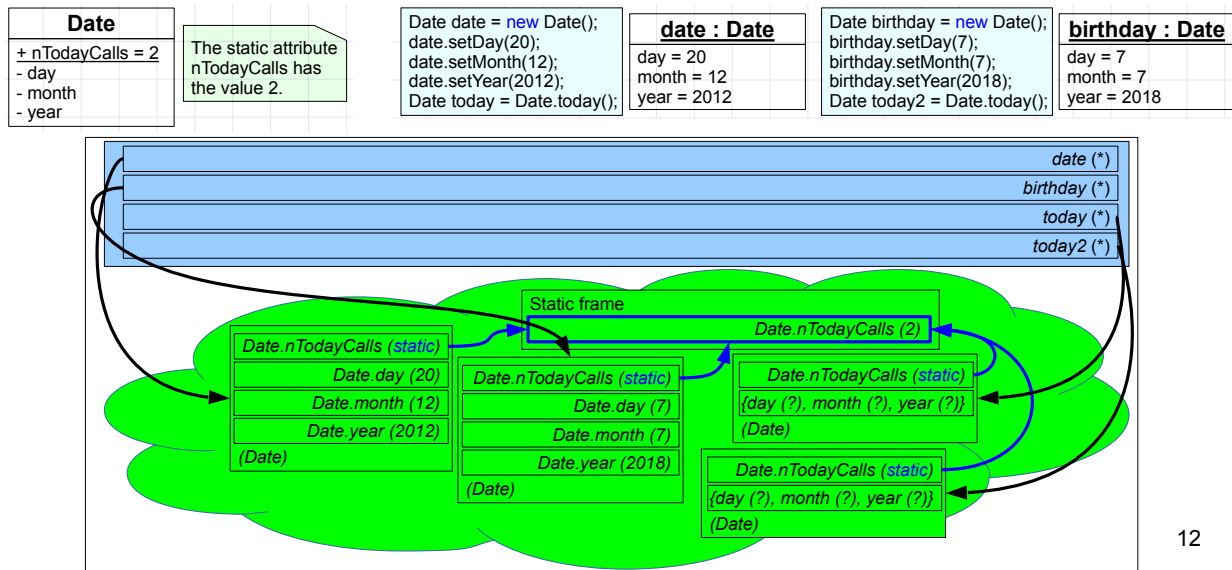 Date
+ nTodayCalls = 2
- day
- month
- year
The static attribute
nTodayCalls has
the value 2.
Date date = new Date();
date.setDay(20);
date.setMonth(12);
date.setYear(2012);
Date today = Date.today();
date : Date
day = 20
month = 12
year = 2012
Date birthday = new Date();
birthday.setDay(7);
birthday.setMonth(7);
birthday.setYear(2018);
Date today2 = Date.today();
birthday : Date
day = 7
month = 7
year = 2018
date (*)
birthday (*)
today (*)
today2 (*)
Static frame
Date.nTodayCalls (2)
Date.nTodayCalls (static)
Date.day (20)
Date.month (12)
Date.year (2012)
(Date)
Date.nTodayCalls (static)
Date.day (7)
Date.month (7)
Date.year (2018)
(Date)
Date.nTodayCalls (static)
{day (?), month (?), year (?)}
(Date)
Date.nTodayCalls (static)
{day (?), month (?), year (?)}
(Date)
12